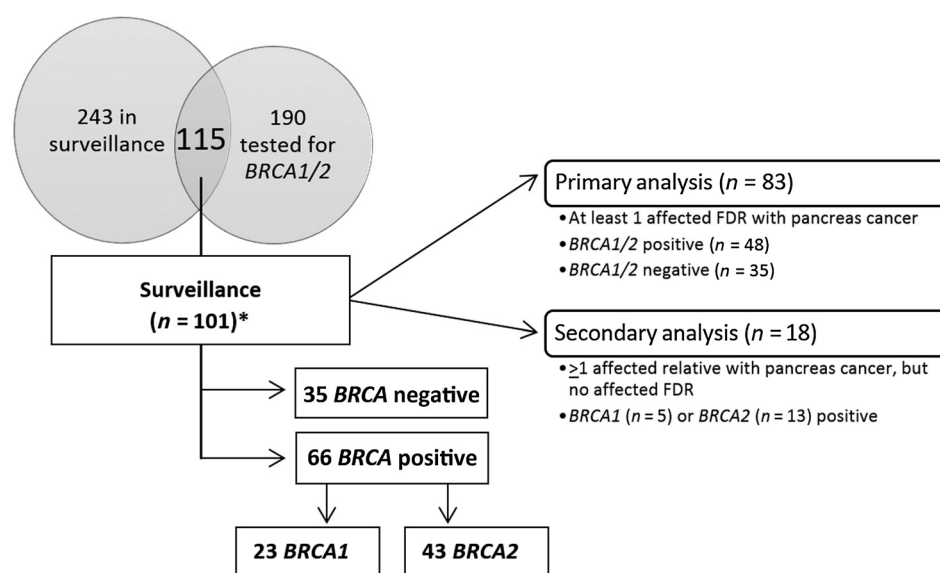 243 in
surveillance
115
190
tested for
BRCA1/2
Surveillance
(n = 101)*
35 BRCA negative
66 BRCA positive
23 BRCA1
43 BRCA2
Primary analysis (n = 83)
•At least 1 affected FDR with pancreas cancer
•BRCA1/2 positive (n = 48)
•BRCA1/2 negative (n = 35)
Secondary analysis (n = 18)
•≥1 affected relative with pancreas cancer, but
no affected FDR
•BRCA1 (n = 5) or BRCA2 (n = 13) positive